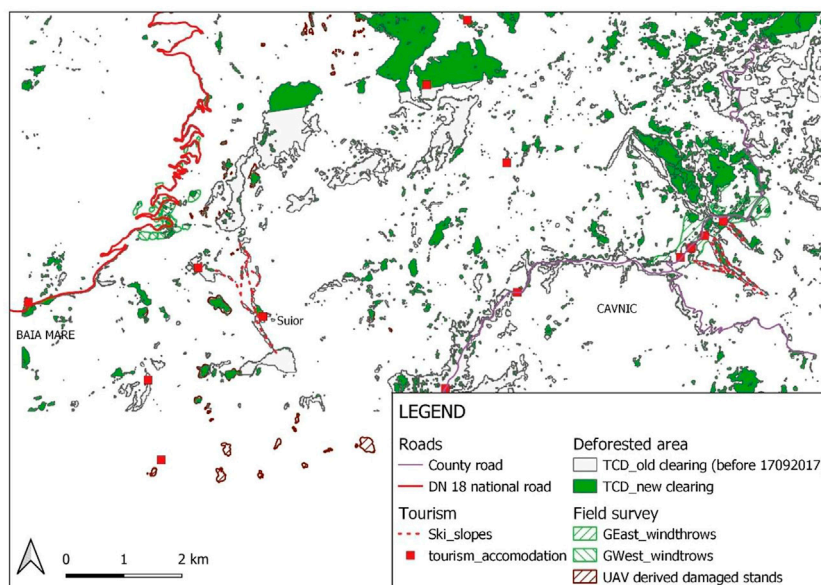 Suior
BAIA MARE
CAVNIC
LEGEND
Roads
County road
DN 18 national road
Tourism
Ski_slopes
tourism_accomodation
Deforested area
TCD_old clearing (before 17092017
TCD_new clearing
Field survey
GEast_windthrows
GWest_windtrows
UAV derived damaged stands
0 1 2 km